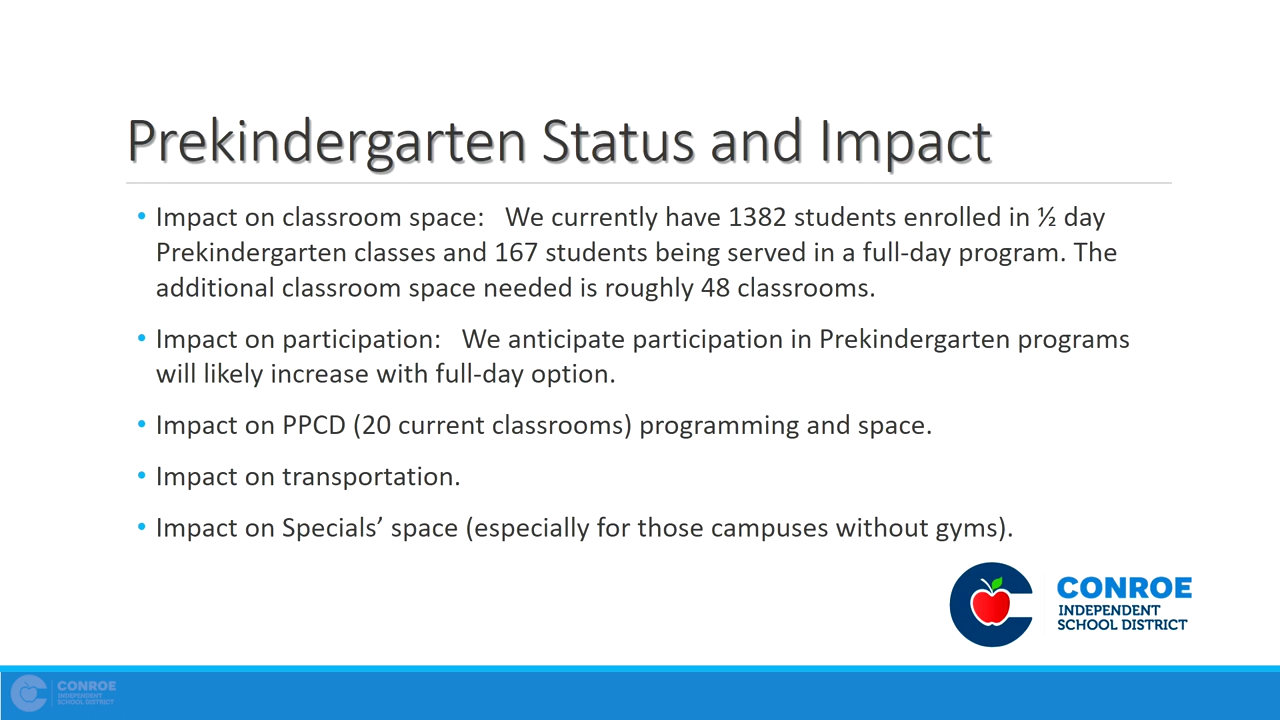 Prekindergarten Status and Impact
• Impact on classroom space:   We currently have 1382 students enrolled in ½ day
Prekindergarten classes and 167 students being served in a full-day program. The
additional classroom space needed is roughly 48 classrooms.
• Impact on participation:   We anticipate participation in Prekindergarten programs
will likely increase with full-day option.
• Impact on PPCD (20 current classrooms) programming and space.
• Impact on transportation.
• Impact on Specials’ space (especially for those campuses without gyms).
CONROE
INDEPENDENT
SCHOOL DISTRICT
CONROE
INDEPENDENT
SCHOOL DISTRICT